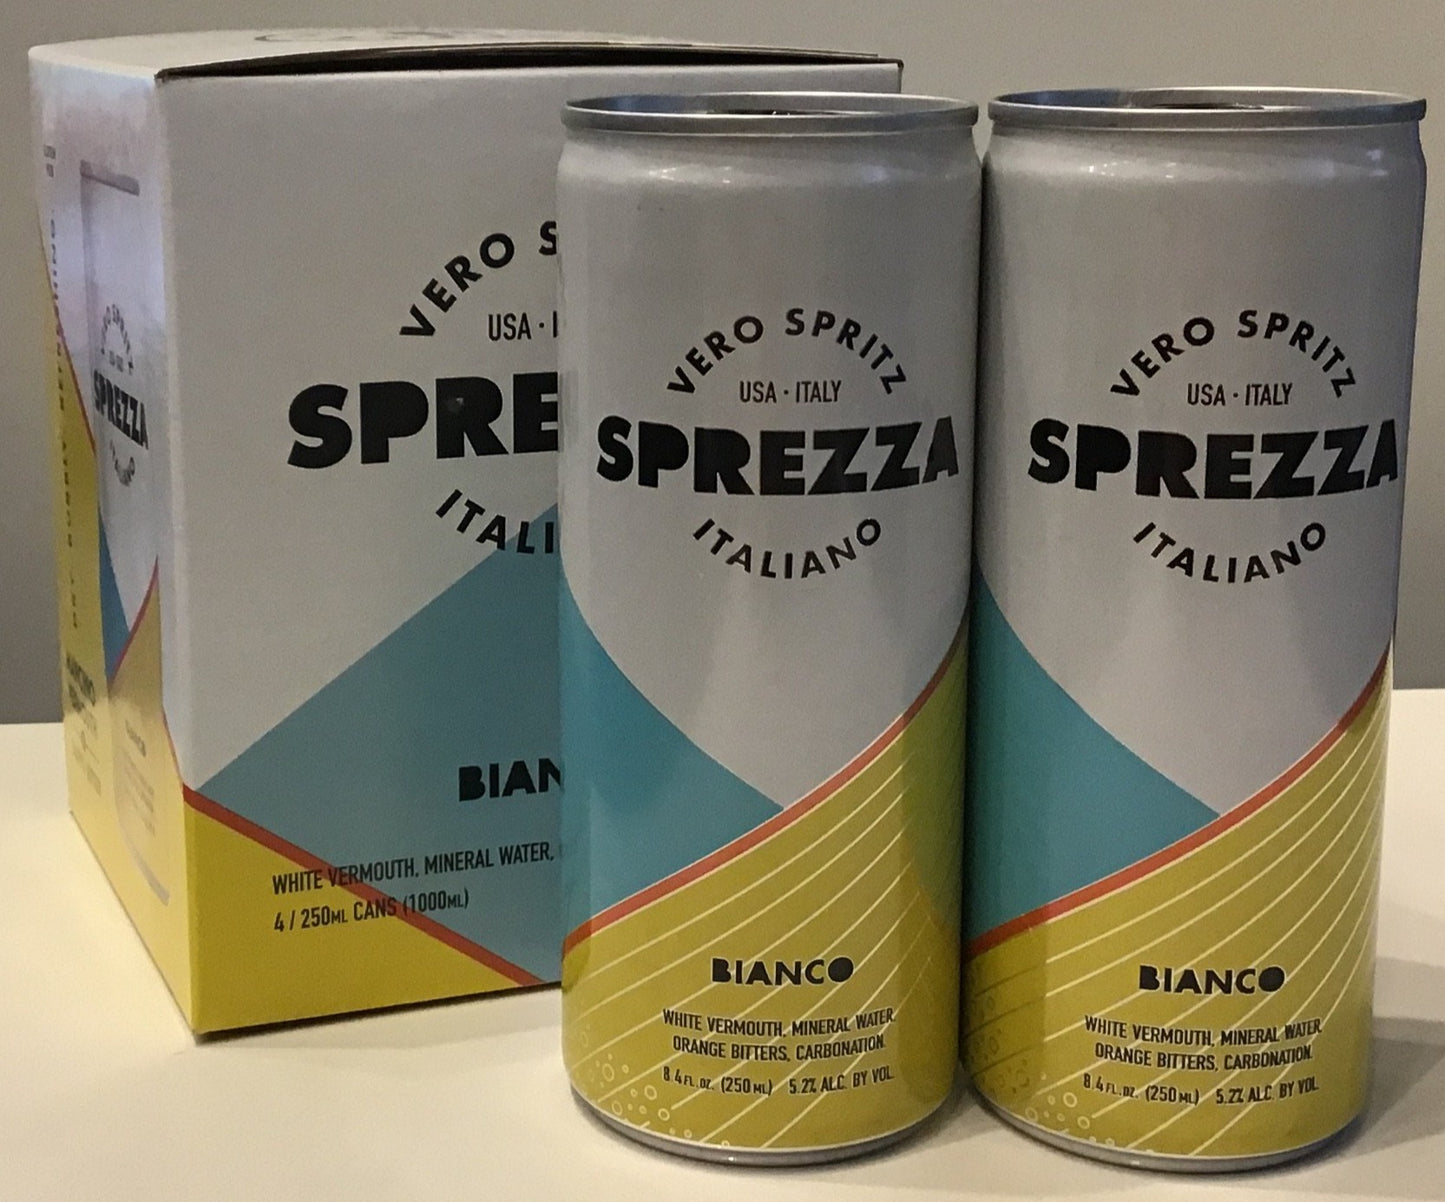 VERO S
USA · I
SPRE
ITALI
BIAN
WHITE VERMOUTH, MINERAL WATER,
4 / 250ML CANS (1000ML)
SPREZZA
ITALIANO
VERO SPRITZ
USA · ITALY
SPREZZA
ITALIANO
BIANCO
WHITE VERMOUTH, MINERAL WATER,
ORANGE BITTERS, CARBONATION.
8.4 FL. OZ. (250 ML) 5.2% ALC. BY VOL.
VERO SPRITZ
USA · ITALY
SPREZZA
ITALIANO
BIANCO
WHITE VERMOUTH, MINERAL WATER,
ORANGE BITTERS, CARBONATION.
8.4 FL. OZ. (250 ML) 5.2% ALC. BY VOL.